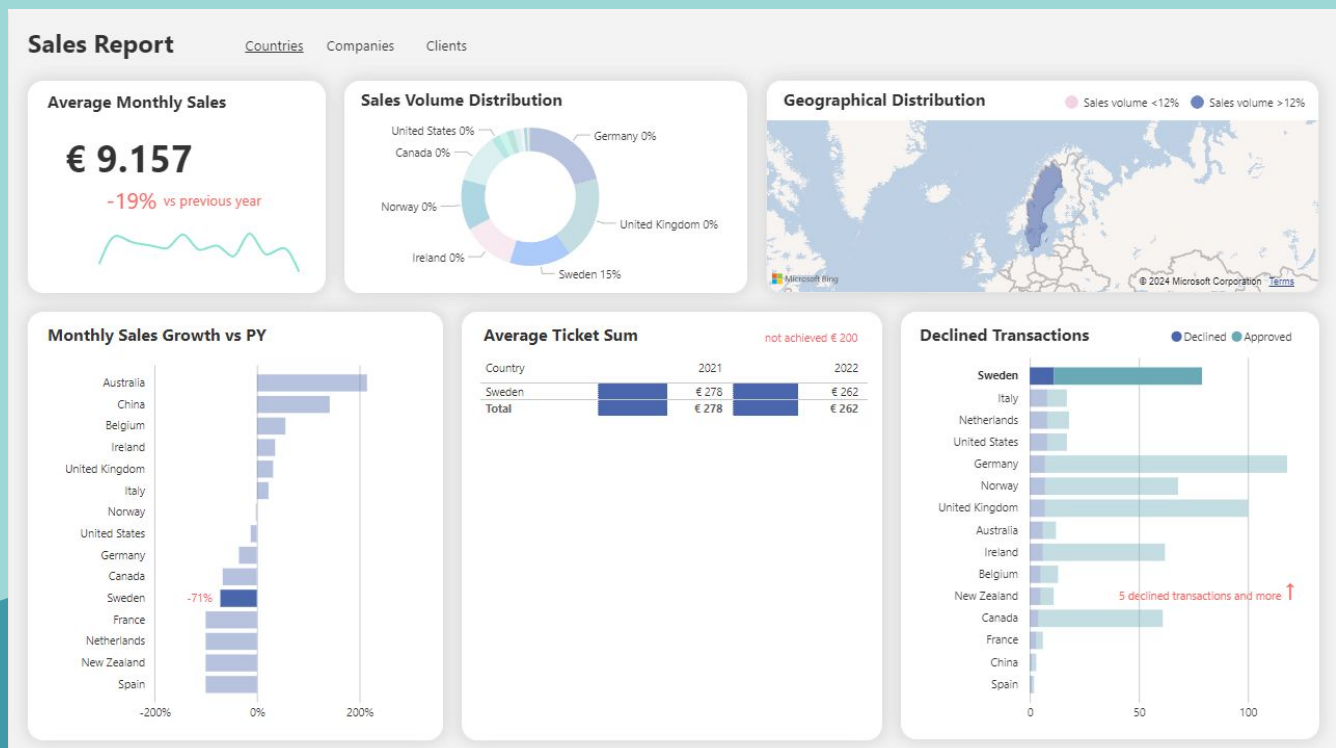 Sales Report
Countries Companies Clients
Average Monthly Sales
€ 9.157
-19% vs previous year
Sales Volume Distribution
United States 0%
Germany 0%
Canada 0%
Norway 0%
United Kingdom 0%
Ireland 0%
Sweden 15%
Geographical Distribution
Sales volume <12% Sales volume >12%
Microsoft Bing
© 2024 Microsoft Corporation Terms
Monthly Sales Growth vs PY
Australia
China
Belgium
Ireland
United Kingdom
Italy
Norway
United States
Germany
Canada
Sweden -71%
France
Netherlands
New Zealand
Spain
-200% 0% 200%
Average Ticket Sum
not achieved € 200
Country 2021 2022
Sweden € 278 € 262
Total € 278 € 262
Declined Transactions
Declined Approved
Sweden
Italy
Netherlands
United States
Germany
Norway
United Kingdom
Australia
Ireland
Belgium
New Zealand 5 declined transactions and more ↑
Canada
France
China
Spain
0 50 100